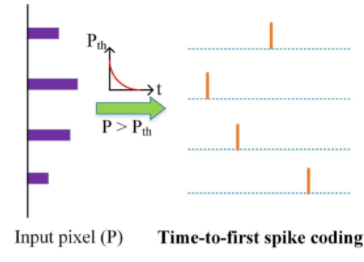 P_th
t
P > P_th
Input pixel (P)
Time-to-first spike coding